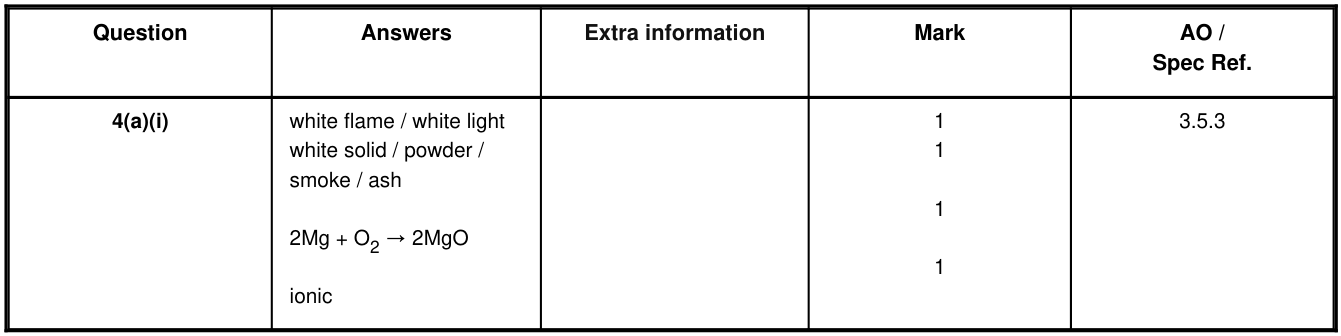 Question Answers Extra information Mark AO /
Spec Ref.
4(a)(i) white flame / white light 1 3.5.3
white solid / powder / 1
smoke / ash
1
2Mg + O₂ → 2MgO
1
ionic